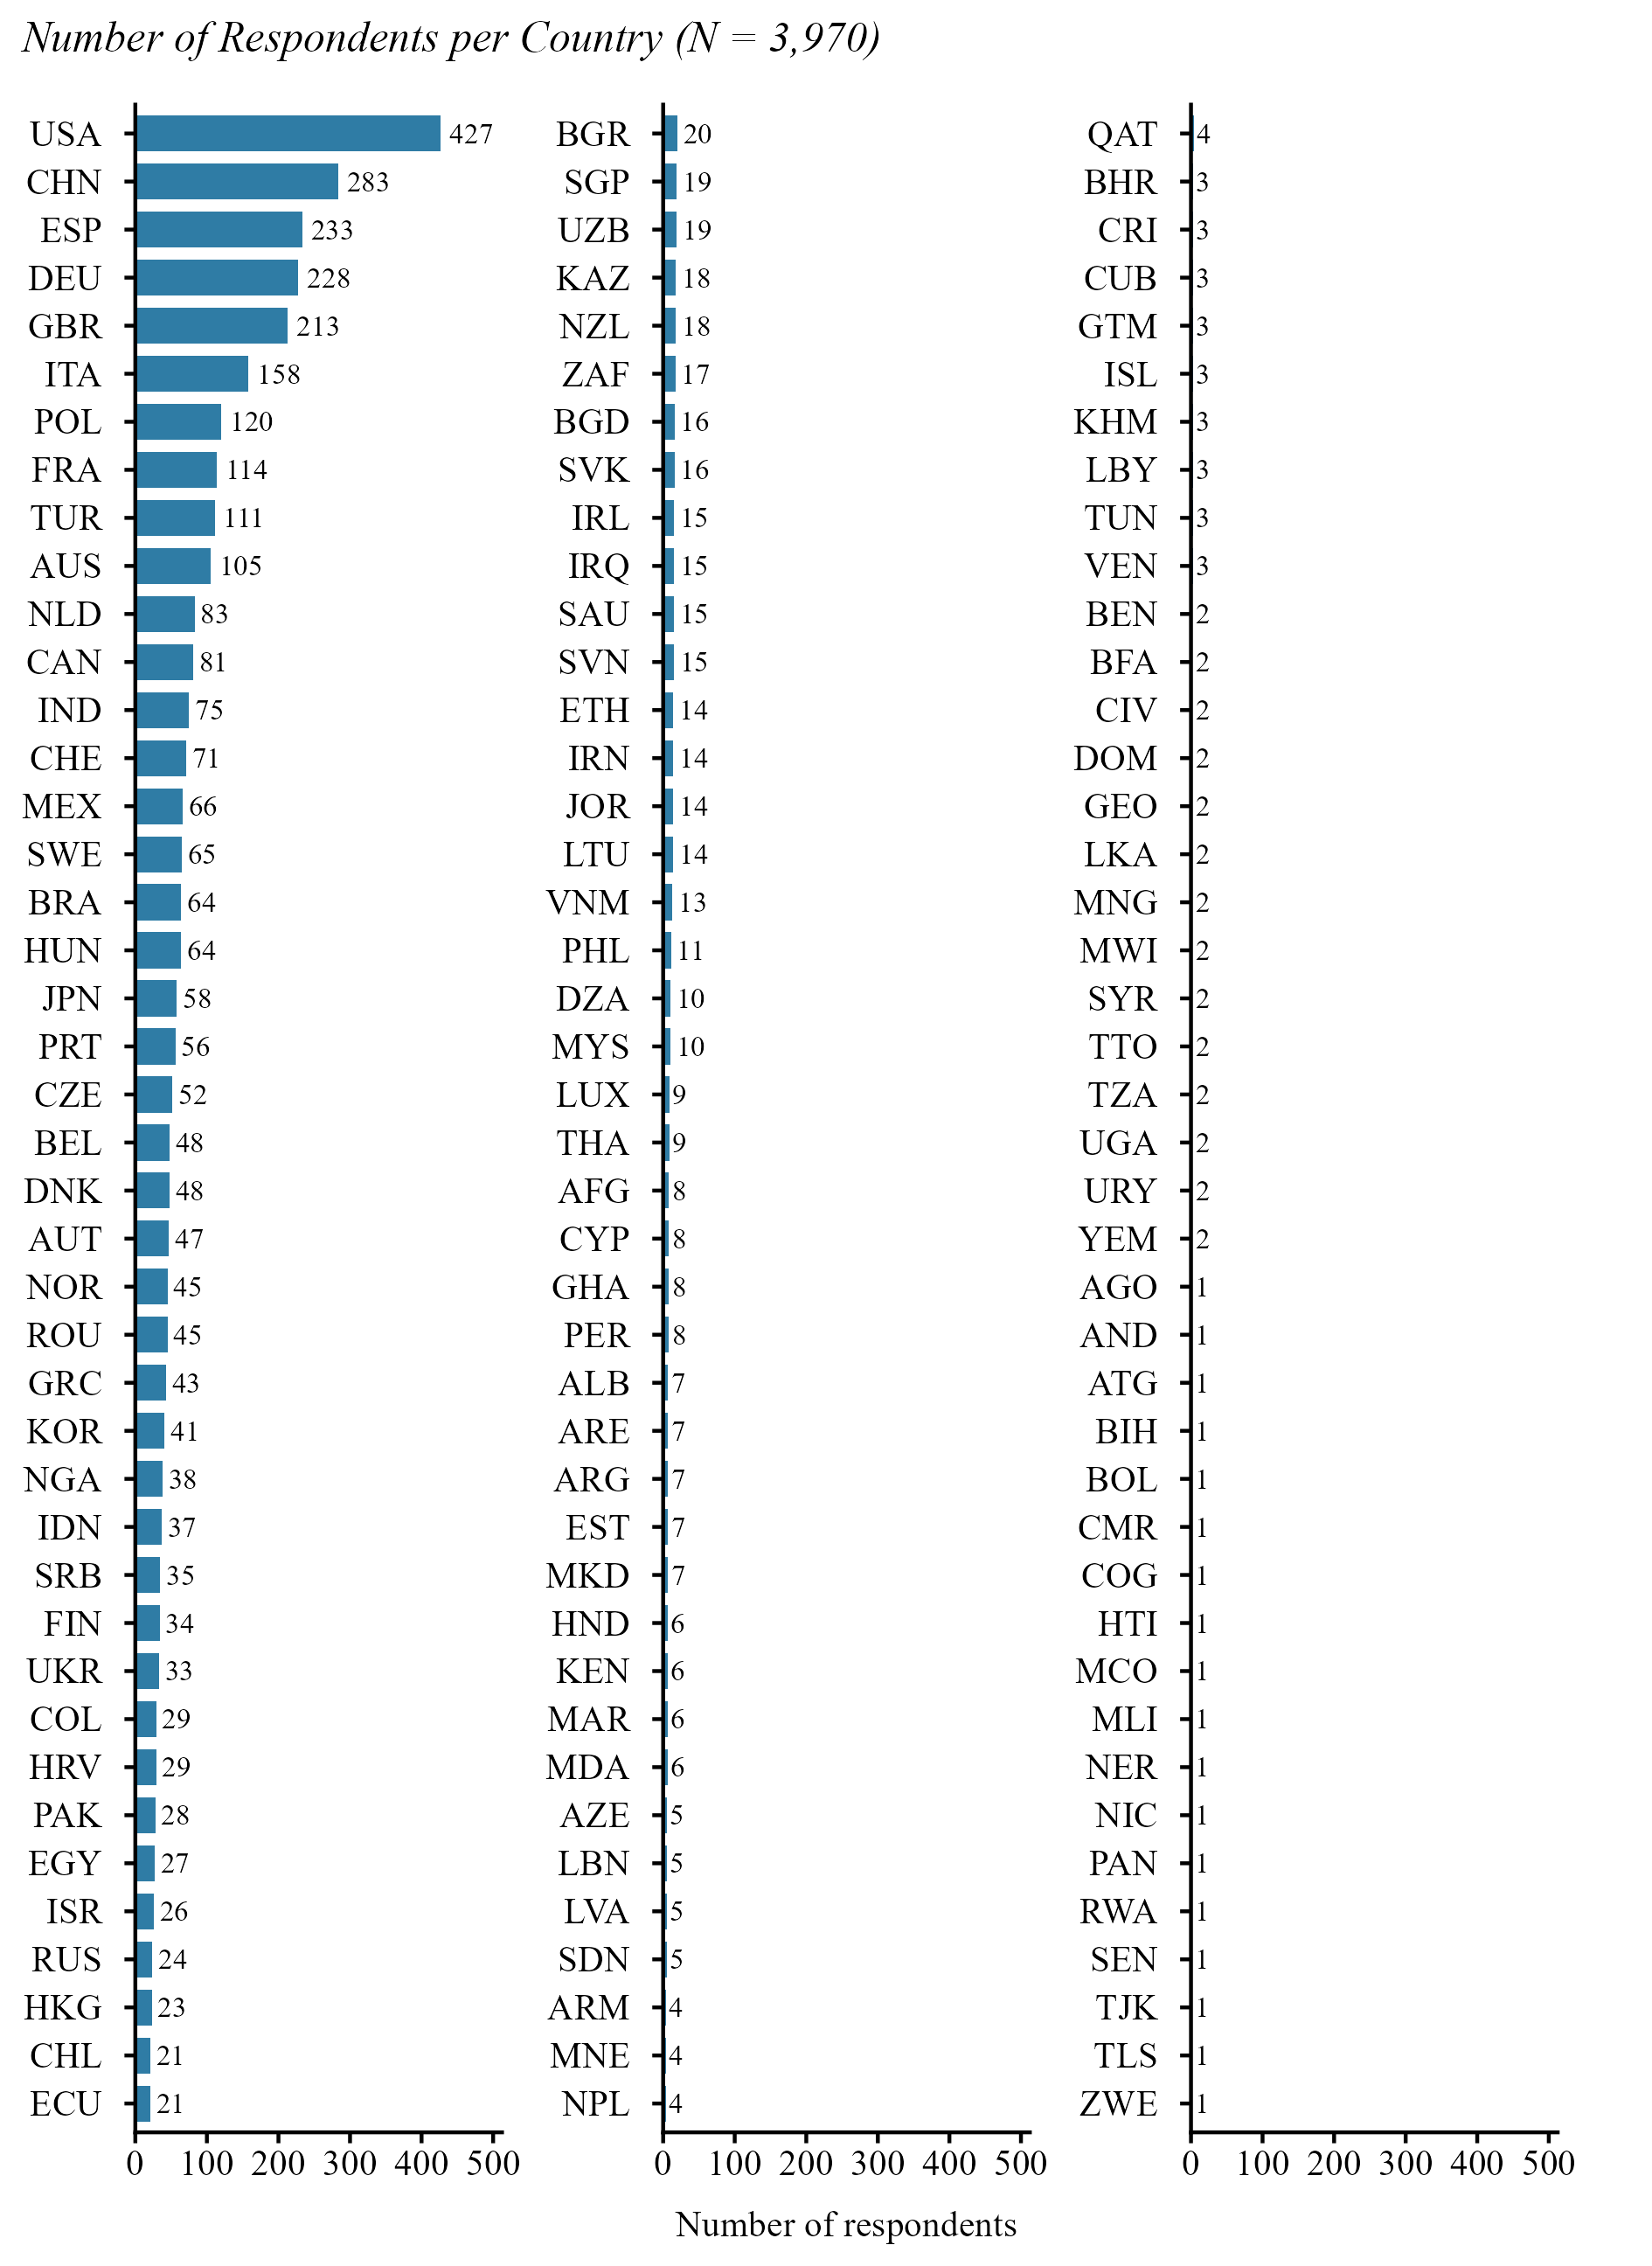 Number of Respondents per Country (N = 3,970)
USA 427
CHN 283
ESP 233
DEU 228
GBR 213
ITA 158
POL 120
FRA 114
TUR 111
AUS 105
NLD 83
CAN 81
IND 75
CHE 71
MEX 66
SWE 65
BRA 64
HUN 64
JPN 58
PRT 56
CZE 52
BEL 48
DNK 48
AUT 47
NOR 45
ROU 45
GRC 43
KOR 41
NGA 38
IDN 37
SRB 35
FIN 34
UKR 33
COL 29
HRV 29
PAK 28
EGY 27
ISR 26
RUS 24
HKG 23
CHL 21
ECU 21
0 100 200 300 400 500
BGR 20
SGP 19
UZB 19
KAZ 18
NZL 18
ZAF 17
BGD 16
SVK 16
IRL 15
IRQ 15
SAU 15
SVN 15
ETH 14
IRN 14
JOR 14
LTU 14
VNM 13
PHL 11
DZA 10
MYS 10
LUX 9
THA 9
AFG 8
CYP 8
GHA 8
PER 8
ALB 7
ARE 7
ARG 7
EST 7
MKD 7
HND 6
KEN 6
MAR 6
MDA 6
AZE 5
LBN 5
LVA 5
SDN 5
ARM 4
MNE 4
NPL 4
0 100 200 300 400 500
QAT 4
BHR 3
CRI 3
CUB 3
GTM 3
ISL 3
KHM 3
LBY 3
TUN 3
VEN 3
BEN 2
BFA 2
CIV 2
DOM 2
GEO 2
LKA 2
MNG 2
MWI 2
SYR 2
TTO 2
TZA 2
UGA 2
URY 2
YEM 2
AGO 1
AND 1
ATG 1
BIH 1
BOL 1
CMR 1
COG 1
HTI 1
MCO 1
MLI 1
NER 1
NIC 1
PAN 1
RWA 1
SEN 1
TJK 1
TLS 1
ZWE 1
0 100 200 300 400 500
Number of respondents